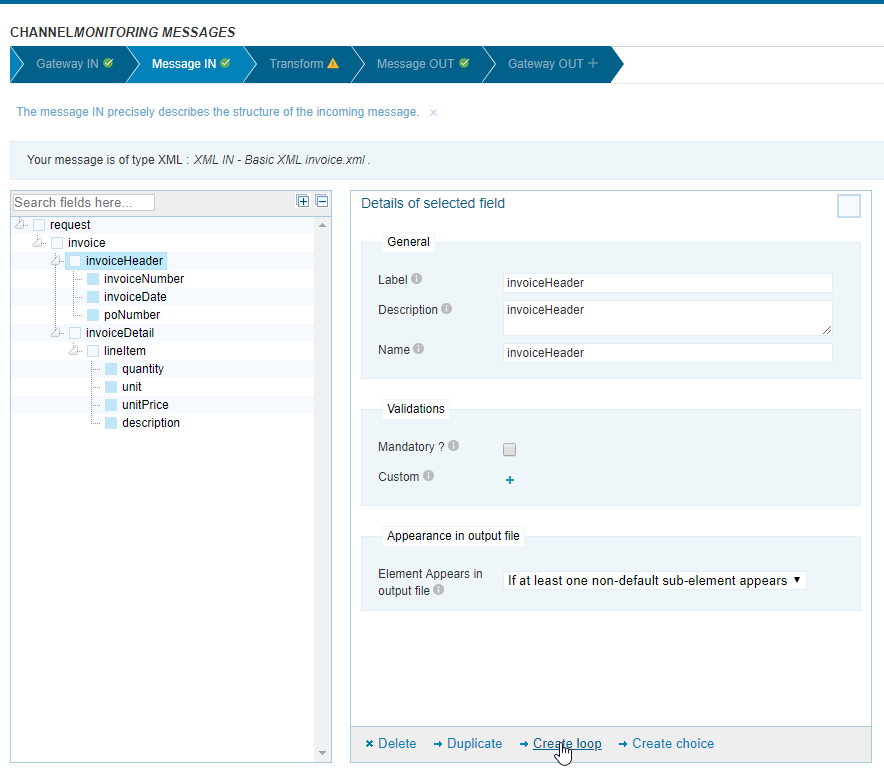 CHANNELMONITORING MESSAGES
Gateway IN Message IN Transform Message OUT Gateway OUT +
The message IN precisely describes the structure of the incoming message. ×
Your message is of type XML : XML IN - Basic XML invoice.xml .
Search fields here...
request
invoice
invoiceHeader
invoiceNumber
invoiceDate
poNumber
invoiceDetail
lineItem
quantity
unit
unitPrice
description
Details of selected field
General
Label invoiceHeader
Description invoiceHeader
Name invoiceHeader
Validations
Mandatory ?
Custom +
Appearance in output file
Element Appears in
output file If at least one non-default sub-element appears
Delete Duplicate Create loop Create choice